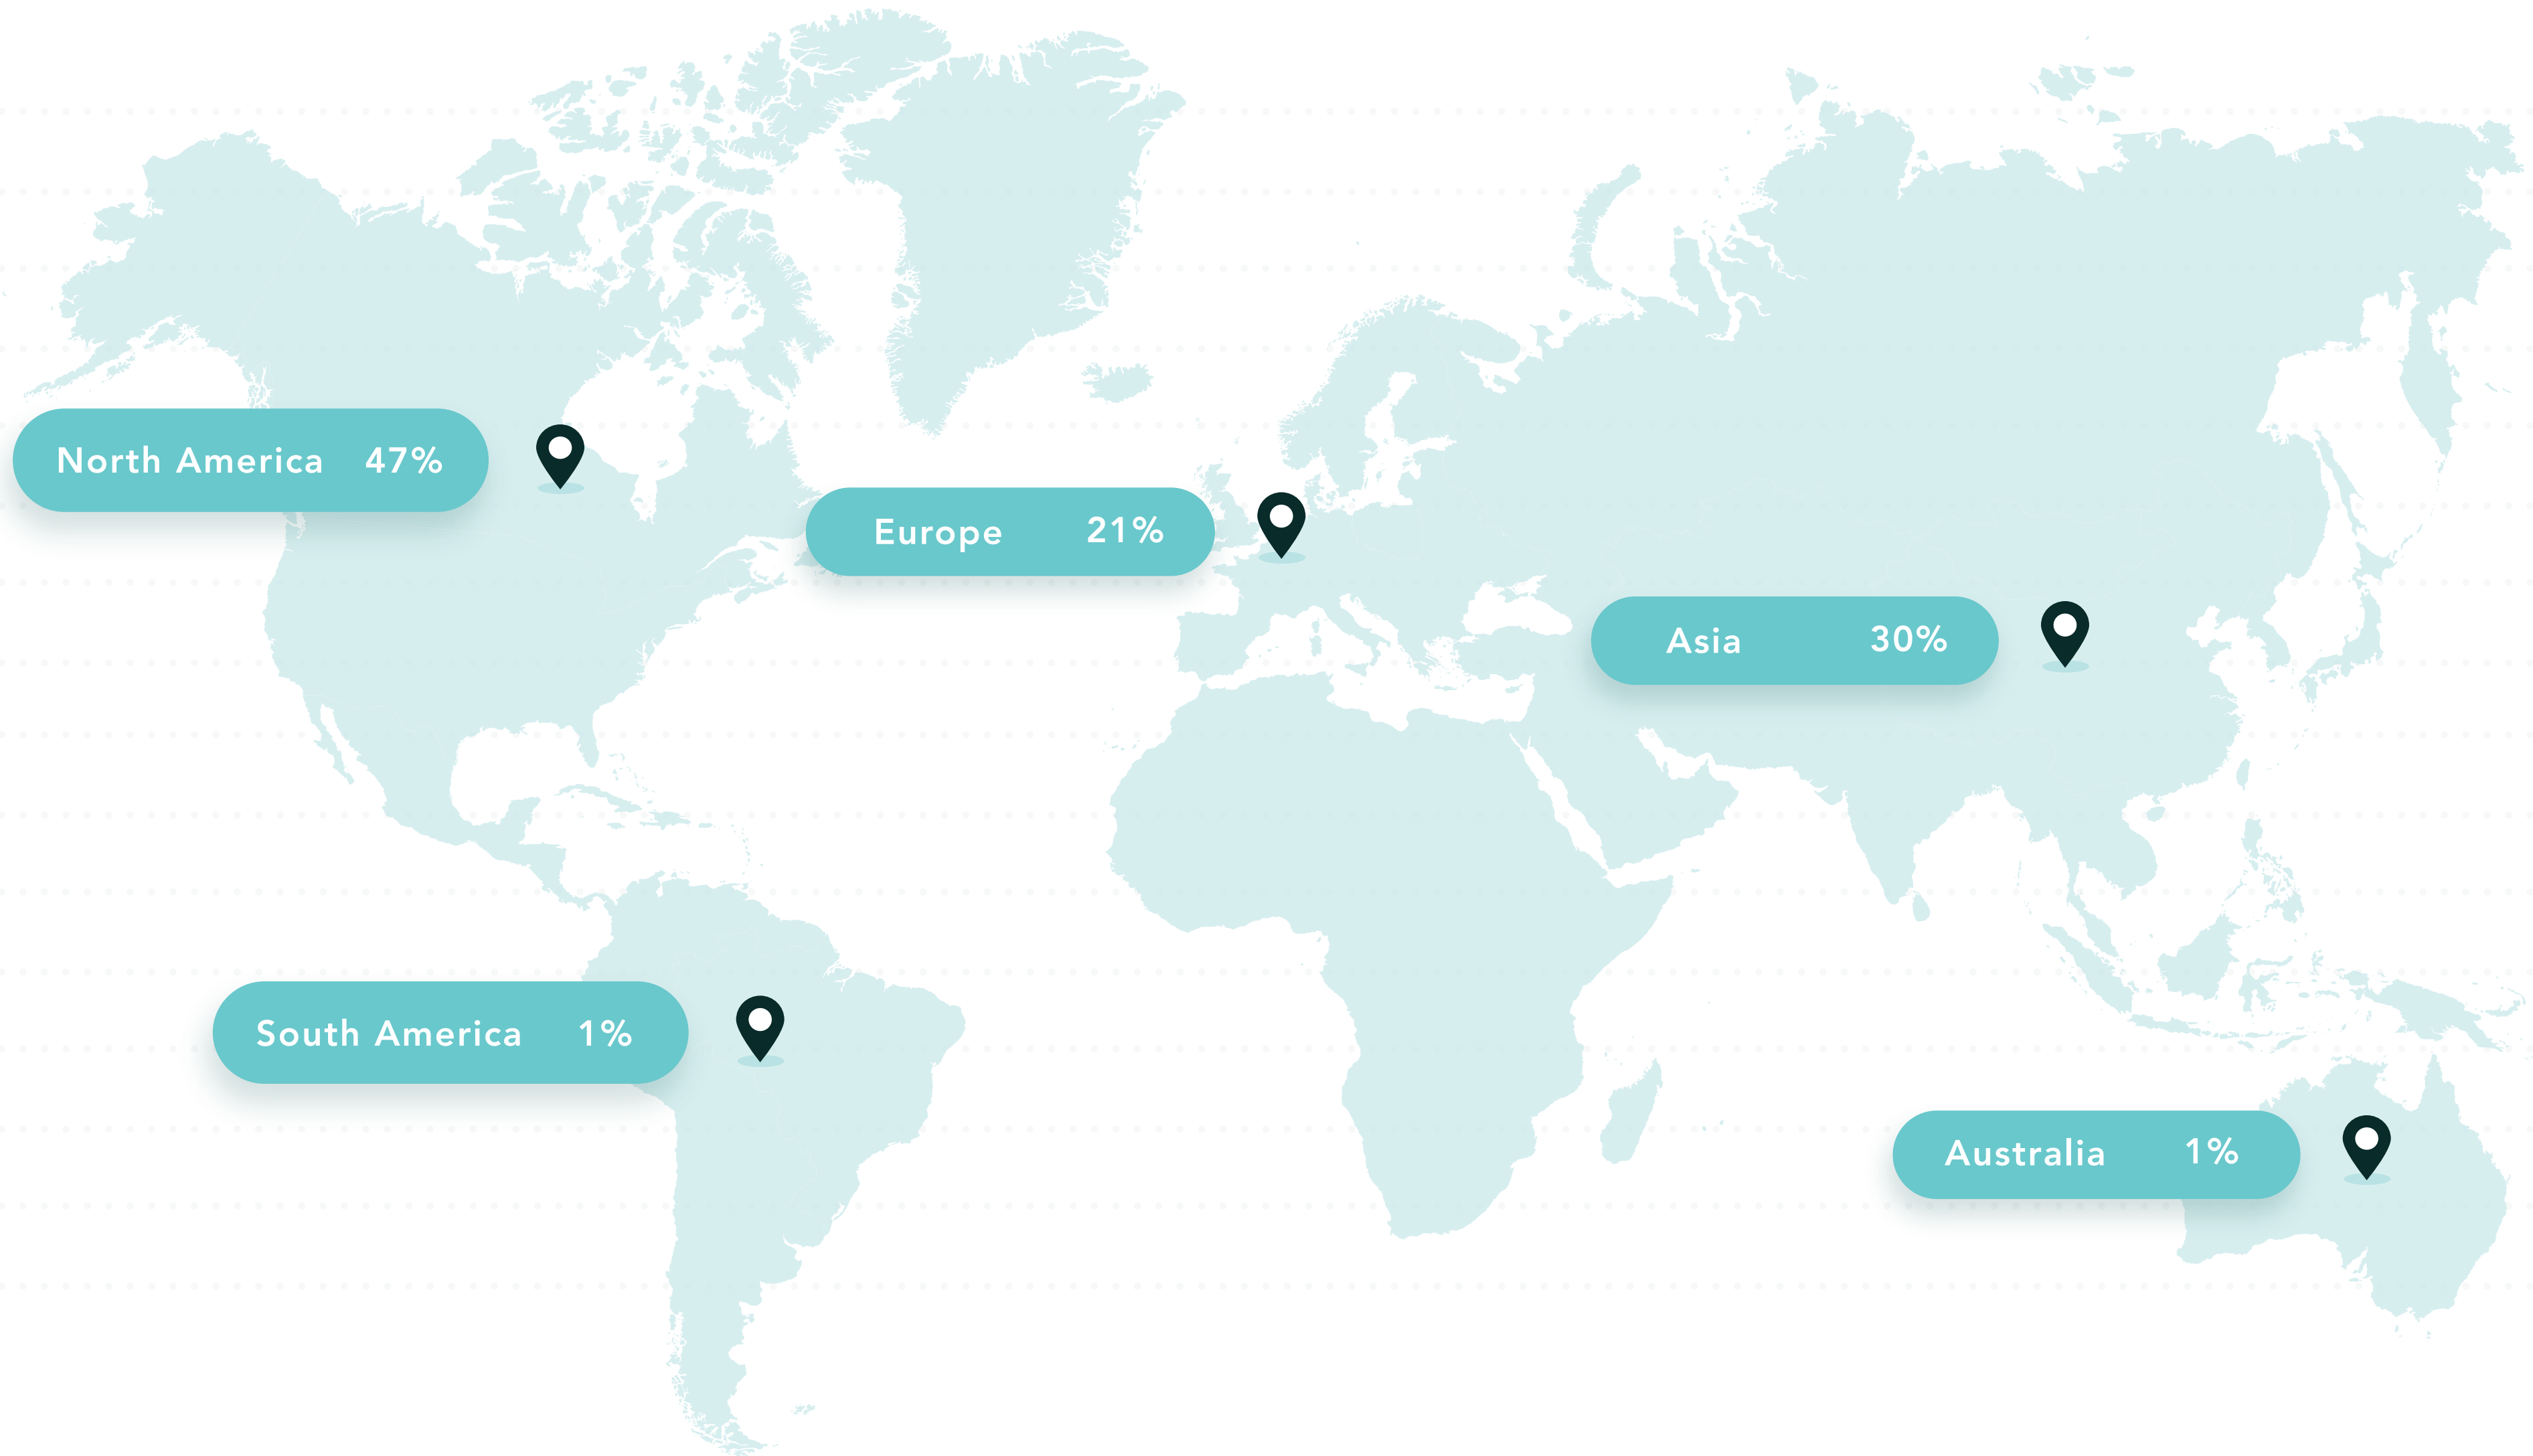 North America 47%
Europe 21%
Asia 30%
South America 1%
Australia 1%